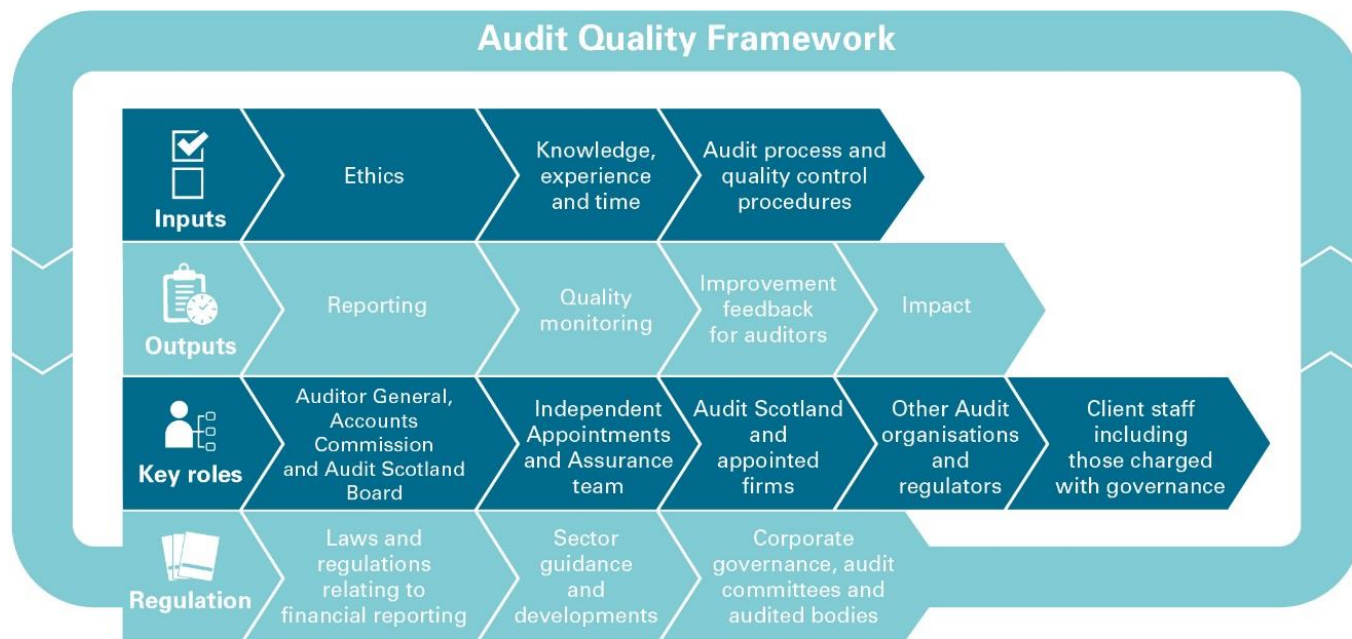 Audit Quality Framework
Inputs
Ethics
Knowledge,
experience
and time
Audit process and
quality control
procedures
Outputs
Reporting
Quality
monitoring
Improvement
feedback
for auditors
Impact
Key roles
Auditor General,
Accounts
Commission
and Audit Scotland
Board
Independent
Appointments
and Assurance
team
Audit Scotland
and
appointed
firms
Other Audit
organisations
and
regulators
Client staff
including
those charged
with governance
Regulation
Laws and
regulations
relating to
financial reporting
Sector
guidance
and
developments
Corporate
governance, audit
committees and
audited bodies